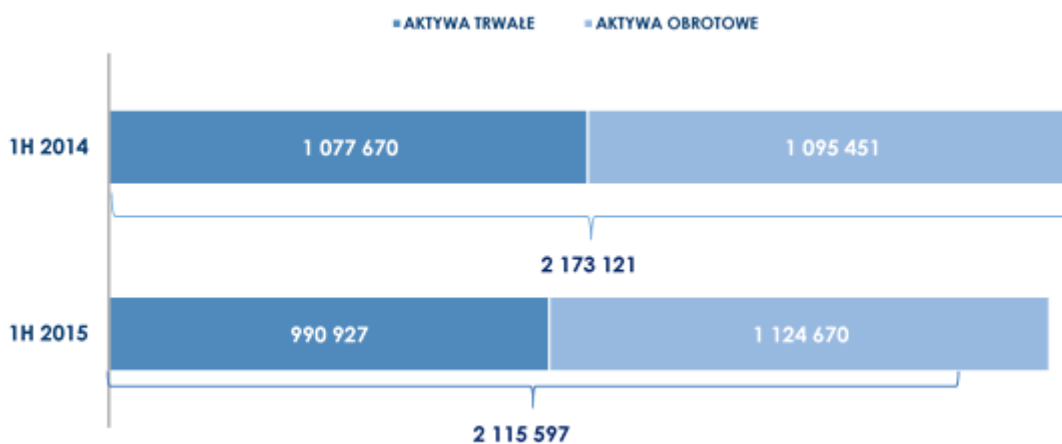 AKTYWA TRWAŁE AKTYWA OBROTOWE
1H 2014 1 077 670 1 095 451
2 173 121
1H 2015 990 927 1 124 670
2 115 597